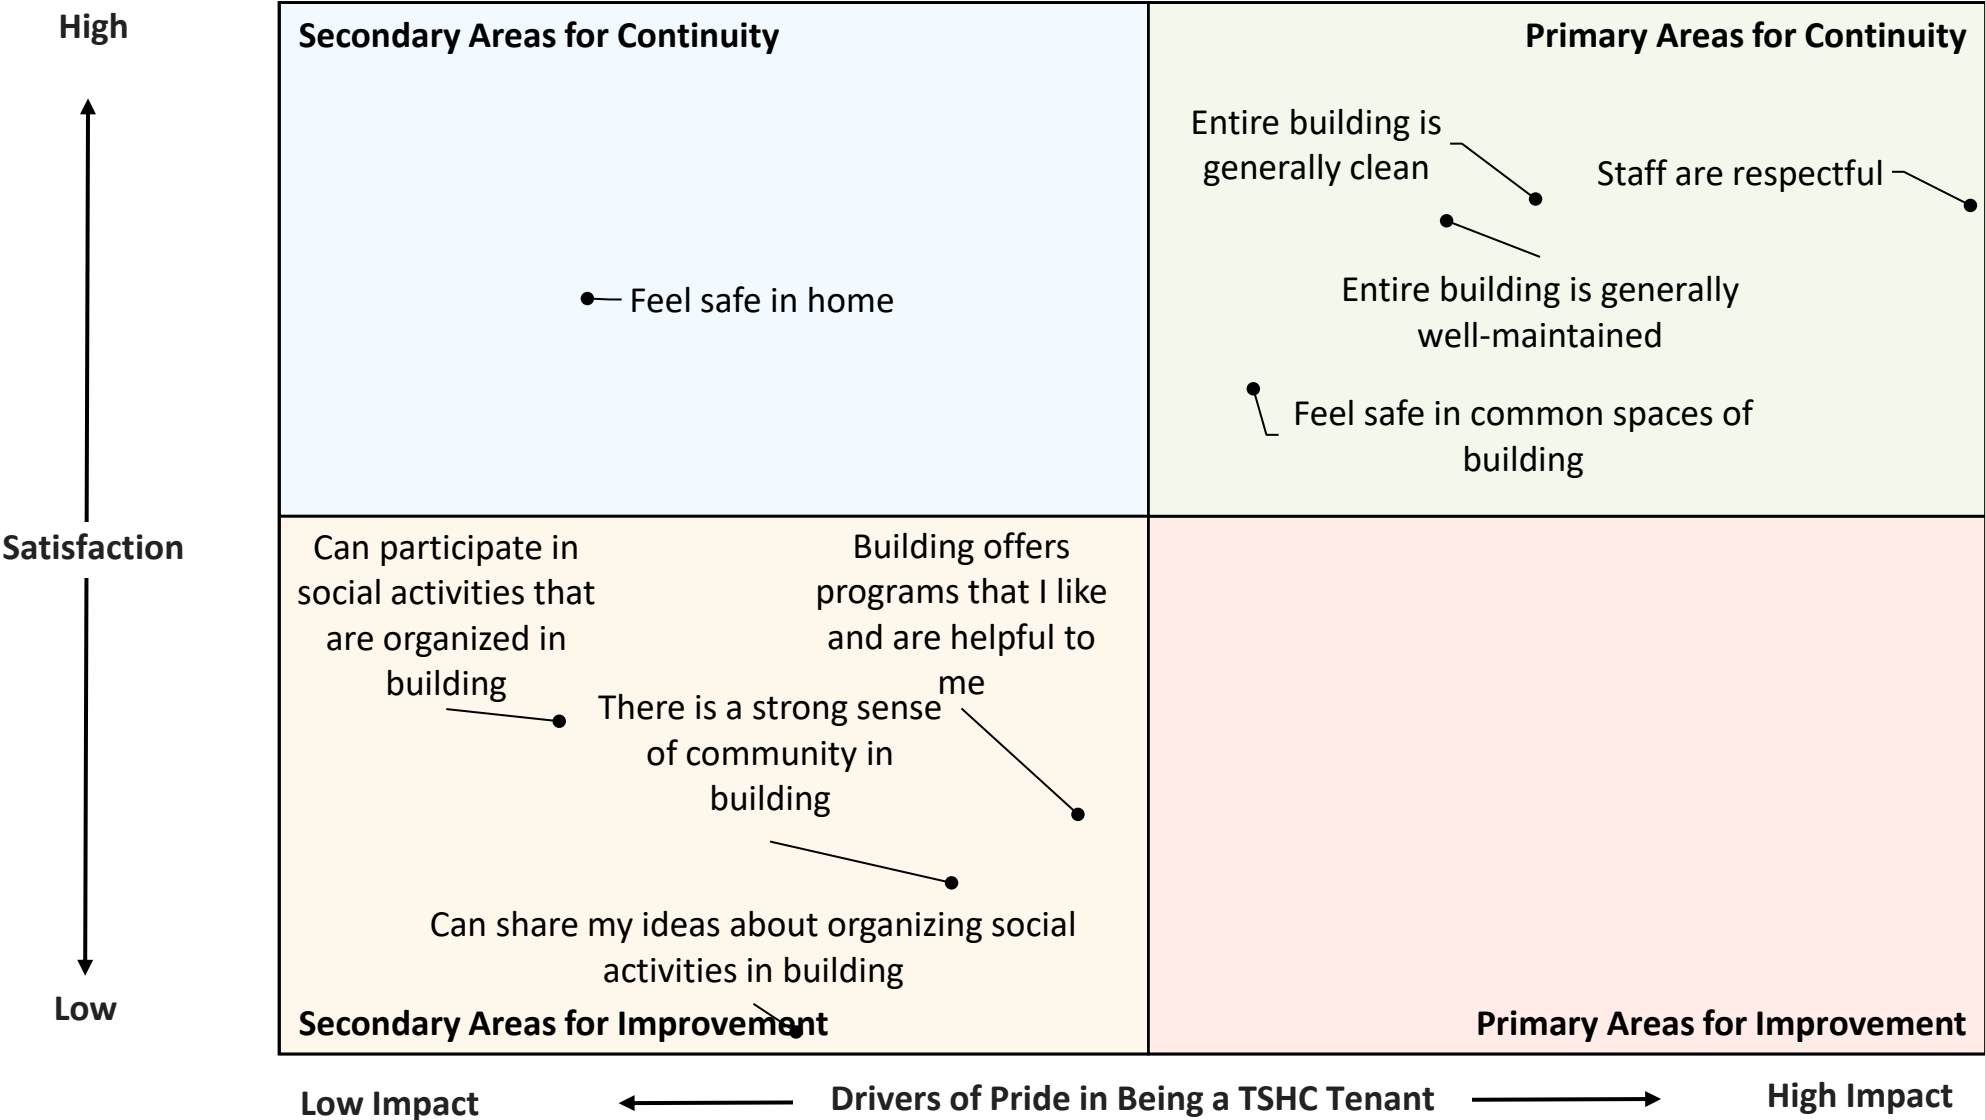 High
Secondary Areas for Continuity
Primary Areas for Continuity
Entire building is
generally clean
Staff are respectful
Feel safe in home
Entire building is generally
well-maintained
Feel safe in common spaces of
building
Satisfaction
Can participate in
social activities that
are organized in
building
Building offers
programs that I like
and are helpful to
me
There is a strong sense
of community in
building
Can share my ideas about organizing social
activities in building
Low
Secondary Areas for Improvement
Primary Areas for Improvement
Low Impact
Drivers of Pride in Being a TSHC Tenant
High Impact